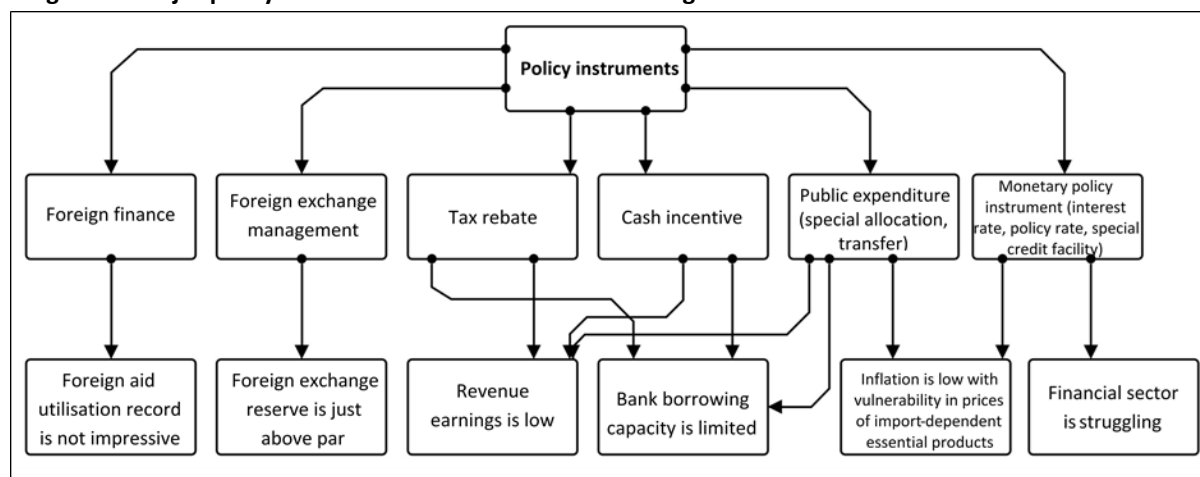 Policy instruments
Foreign finance
Foreign exchange
management
Tax rebate
Cash incentive
Public expenditure
(special allocation,
transfer)
Monetary policy
instrument (interest
rate, policy rate, special
credit facility)
Foreign aid
utilisation record
is not impressive
Foreign exchange
reserve is just
above par
Revenue
earnings is low
Bank borrowing
capacity is limited
Inflation is low with
vulnerability in prices
of import-dependent
essential products
Financial sector
is struggling